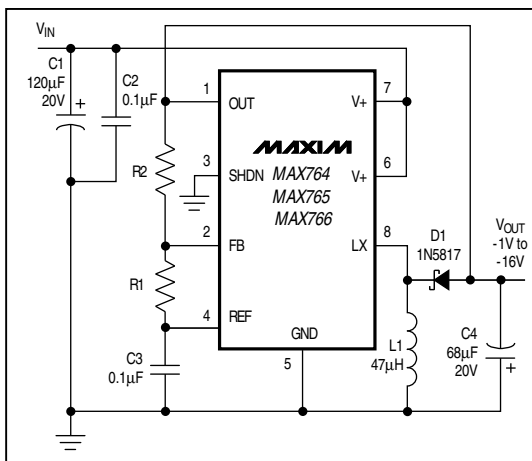 VIN
C1
120µF
20V
+
C2
0.1µF
1
OUT
R2
3
SHDN
2
FB
R1
4
REF
C3
0.1µF
MAXIM
MAX764
MAX765
MAX766
GND
5
7
V+
6
V+
8
LX
D1
1N5817
VOUT
-1V to
-16V
L1
47µH
C4
68µF
20V
+